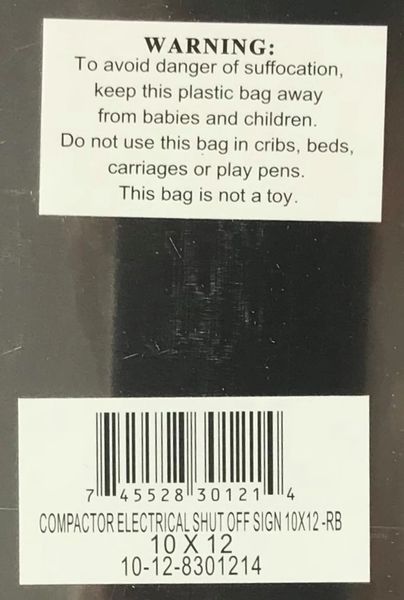 WARNING:
To avoid danger of suffocation,
keep this plastic bag away
from babies and children.
Do not use this bag in cribs, beds,
carriages or play pens.
This bag is not a toy.
7 45528 30121 4
COMPACTOR ELECTRICAL SHUT OFF SIGN 10X12 -RB
10 X 12
10-12-8301214